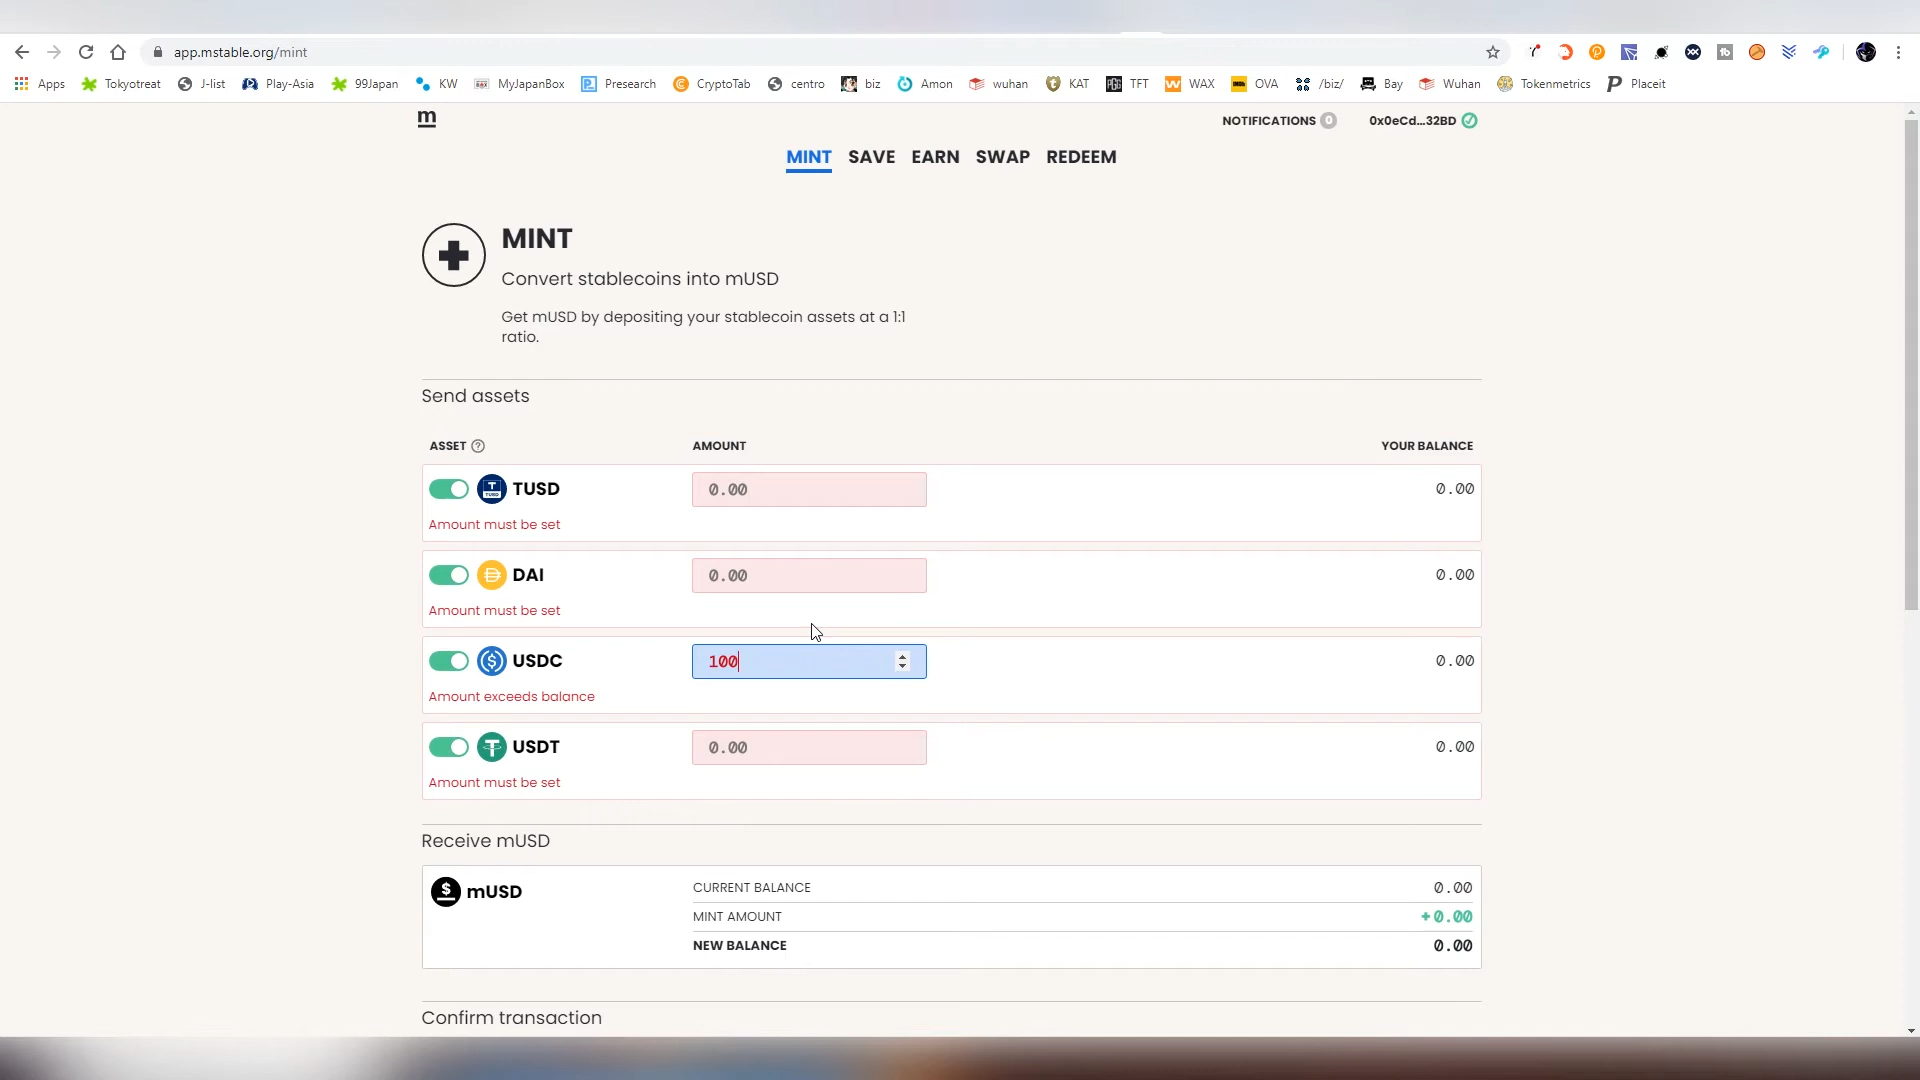 app.mstable.org/mint
Apps Tokyotreat J-list Play-Asia 99Japan KW MyJapanBox Presearch CryptoTab centro biz Amon wuhan KAT TFT WAX OVA /biz/ Bay Wuhan Tokenmetrics Placeit
m NOTIFICATIONS 0 0x0eCd...32BD
MINT SAVE EARN SWAP REDEEM
MINT
Convert stablecoins into mUSD
Get mUSD by depositing your stablecoin assets at a 1:1
ratio.
Send assets
ASSET AMOUNT YOUR BALANCE
TUSD 0.00 0.00
Amount must be set
DAI 0.00 0.00
Amount must be set
USDC 100 0.00
Amount exceeds balance
USDT 0.00 0.00
Amount must be set
Receive mUSD
mUSD CURRENT BALANCE 0.00
MINT AMOUNT +0.00
NEW BALANCE 0.00
Confirm transaction